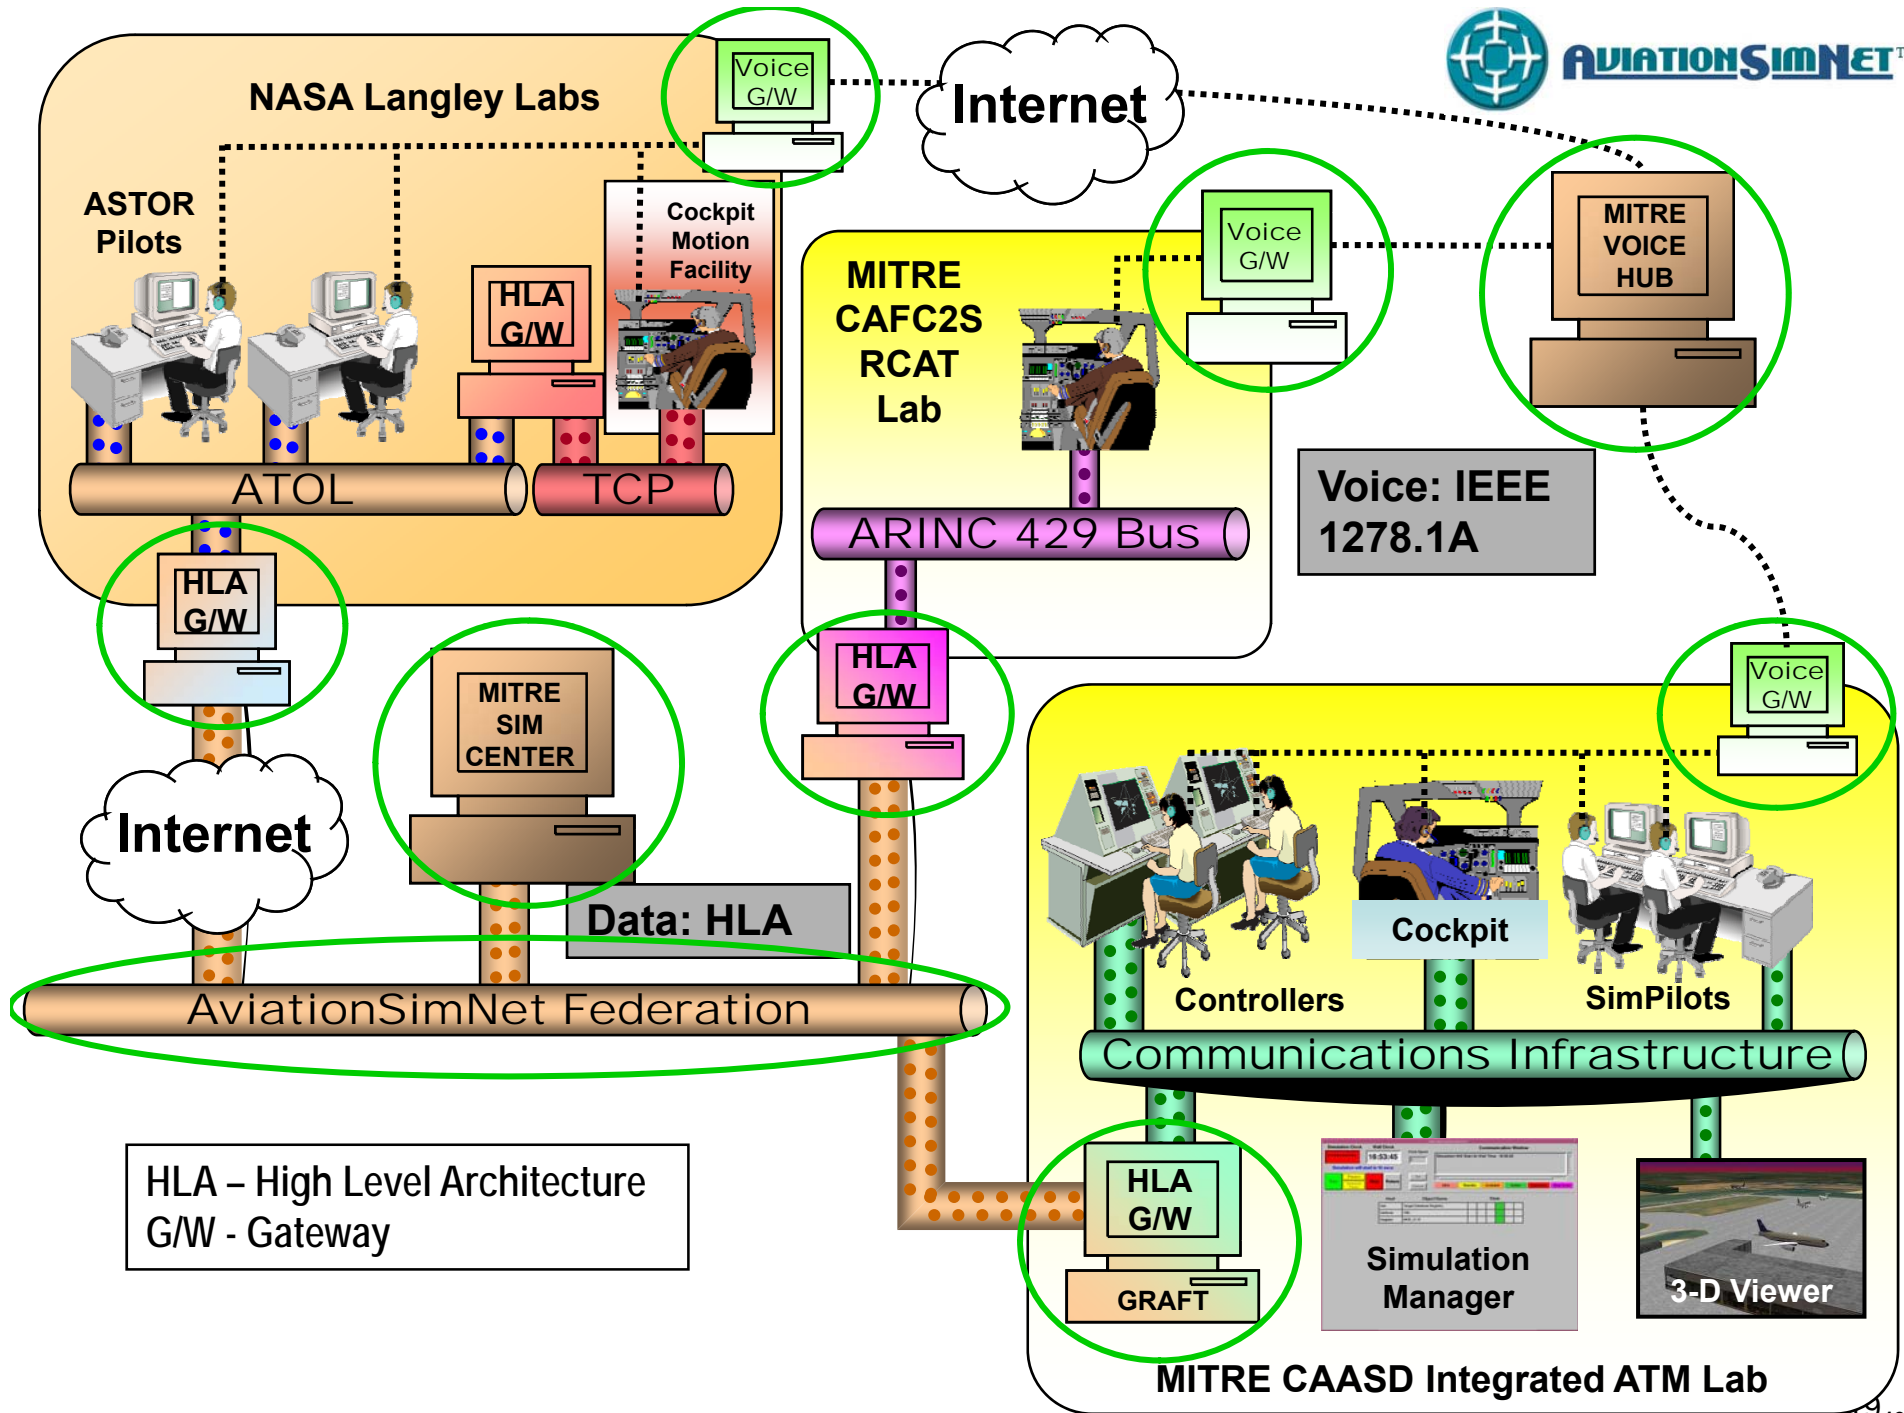 AVIATIONSIMNET
NASA Langley Labs
Voice
G/W
Internet
ASTOR
Pilots
Cockpit
Motion
Facility
HLA
G/W
ATOL
TCP
MITRE
CAFC2S
RCAT
Lab
Voice
G/W
MITRE
VOICE
HUB
ARINC 429 Bus
Voice: IEEE
1278.1A
HLA
G/W
MITRE
SIM
CENTER
HLA
G/W
Voice
G/W
Internet
Data: HLA
Cockpit
Controllers
SimPilots
AviationSimNet Federation
Communications Infrastructure
HLA – High Level Architecture
G/W - Gateway
HLA
G/W
GRAFT
18:53:45
Simulation
Manager
3-D Viewer
MITRE CAASD Integrated ATM Lab